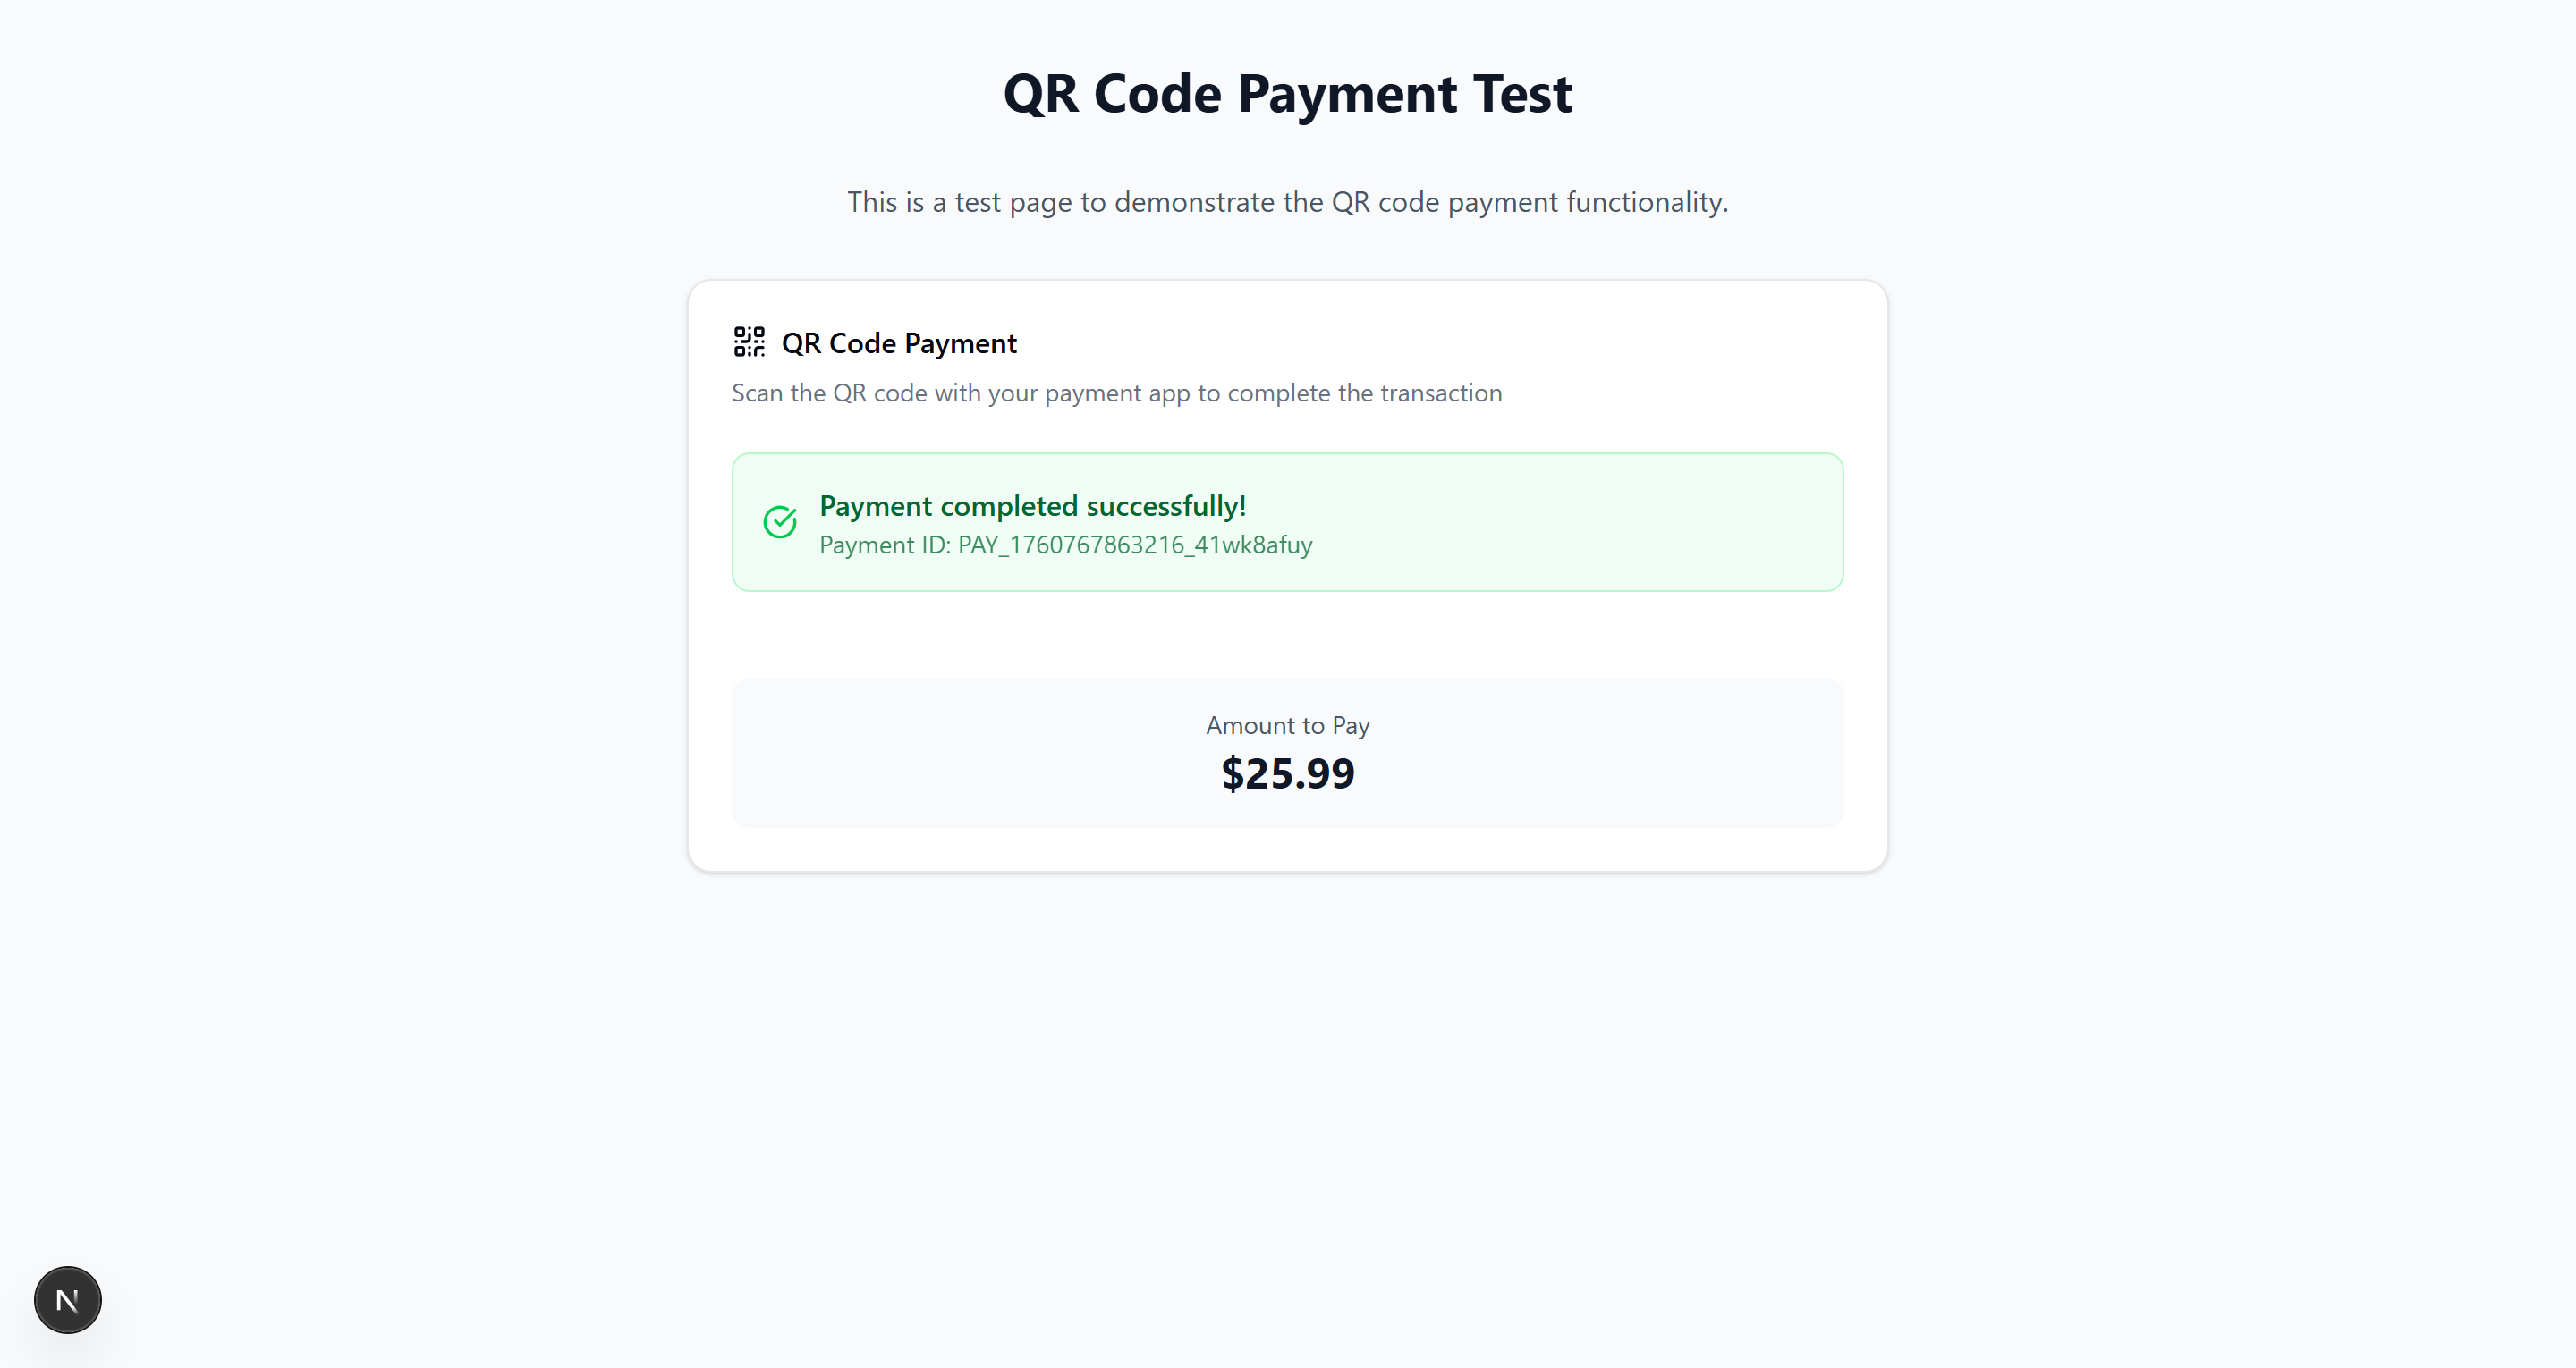 QR Code Payment Test
This is a test page to demonstrate the QR code payment functionality.
QR Code Payment
Scan the QR code with your payment app to complete the transaction
Payment completed successfully!
Payment ID: PAY_1760767863216_41wk8afuy
Amount to Pay
$25.99
N